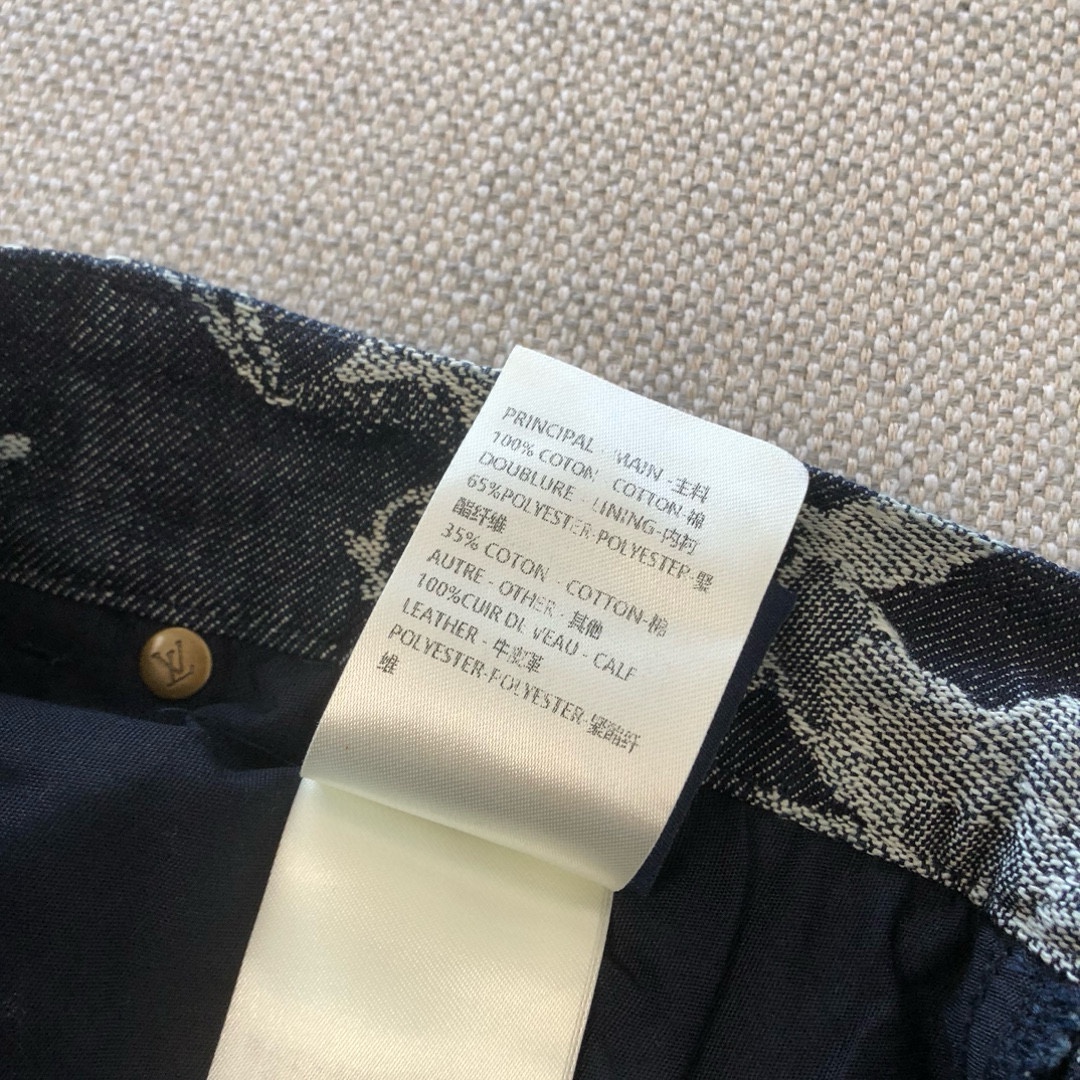 PRINCIPAL - MAIN -主料
100% COTON COTTON-棉
DOUBLURE - LINING-内衬
65%POLYESTER-POLYESTER-聚
酯纤维
35% COTON - COTTON-棉
AUTRE - OTHER - 其他
100%CUIR DE VEAU - CALF
LEATHER - 牛皮革
POLYESTER-POLYESTER-聚酯纤
维
LV